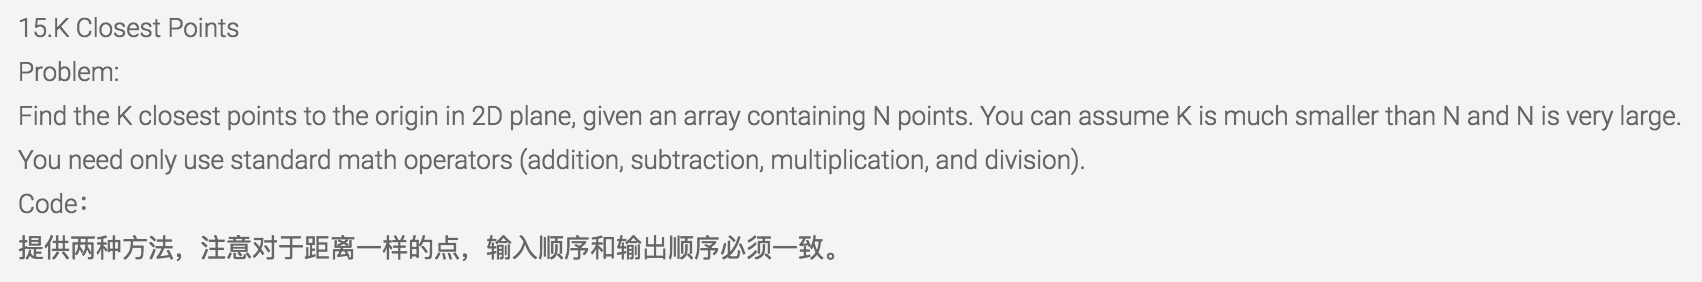 15.K Closest Points
Problem:
Find the K closest points to the origin in 2D plane, given an array containing N points. You can assume K is much smaller than N and N is very large.
You need only use standard math operators (addition, subtraction, multiplication, and division).
Code：
提供两种方法，注意对于距离一样的点，输入顺序和输出顺序必须一致。